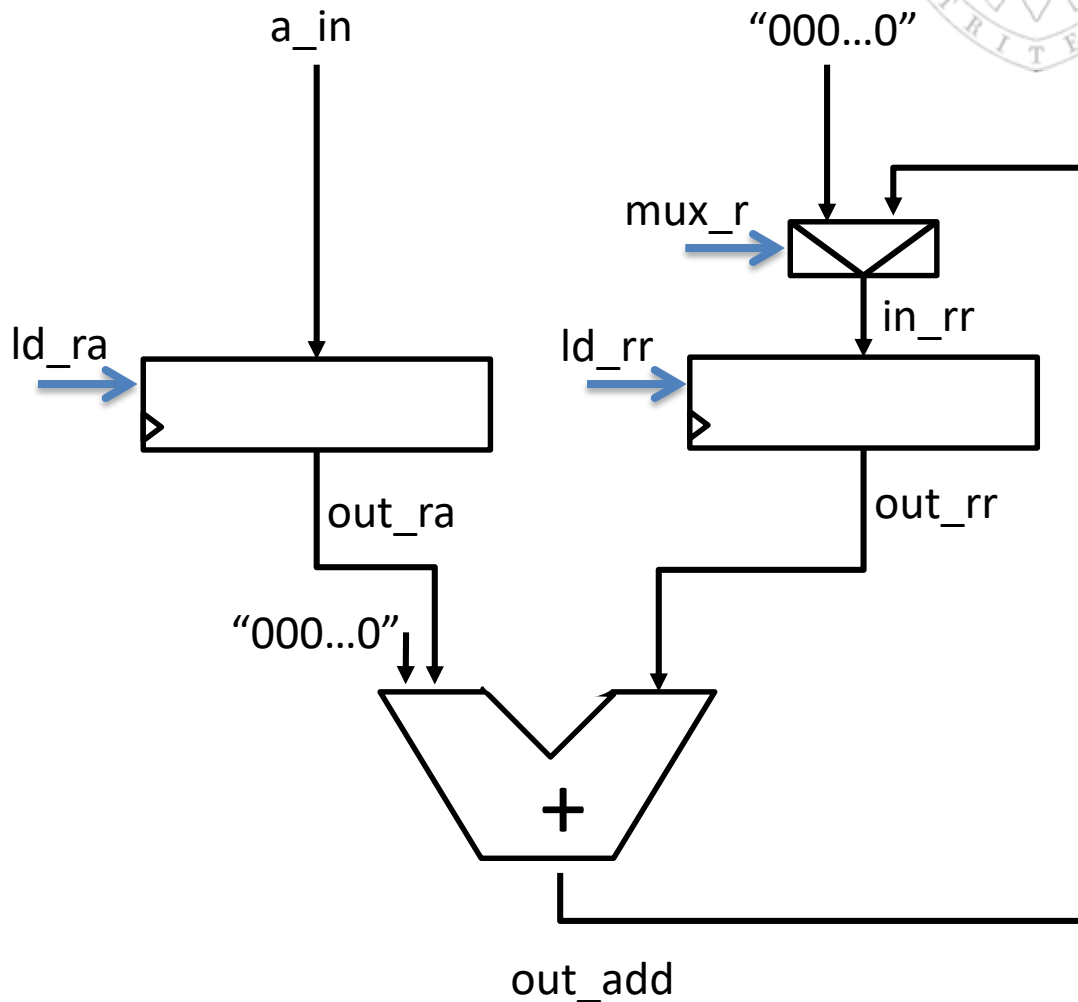 a_in
“000...0”
mux_r
in_rr
ld_ra
ld_rr
out_ra
out_rr
“000...0”
+
out_add